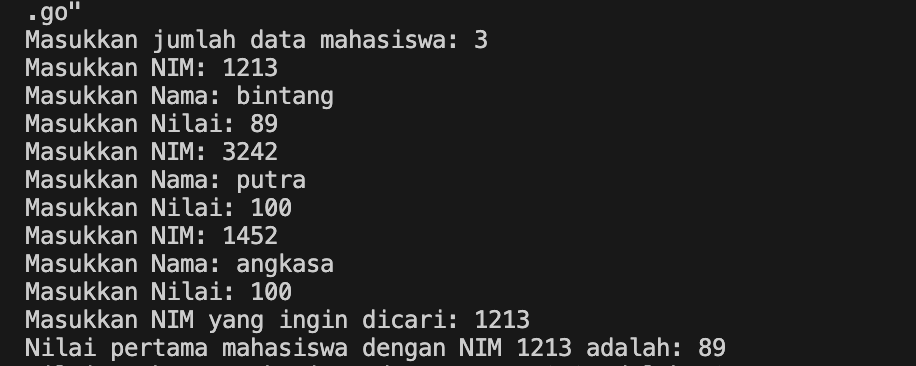 .go"
Masukkan jumlah data mahasiswa: 3
Masukkan NIM: 1213
Masukkan Nama: bintang
Masukkan Nilai: 89
Masukkan NIM: 3242
Masukkan Nama: putra
Masukkan Nilai: 100
Masukkan NIM: 1452
Masukkan Nama: angkasa
Masukkan Nilai: 100
Masukkan NIM yang ingin dicari: 1213
Nilai pertama mahasiswa dengan NIM 1213 adalah: 89